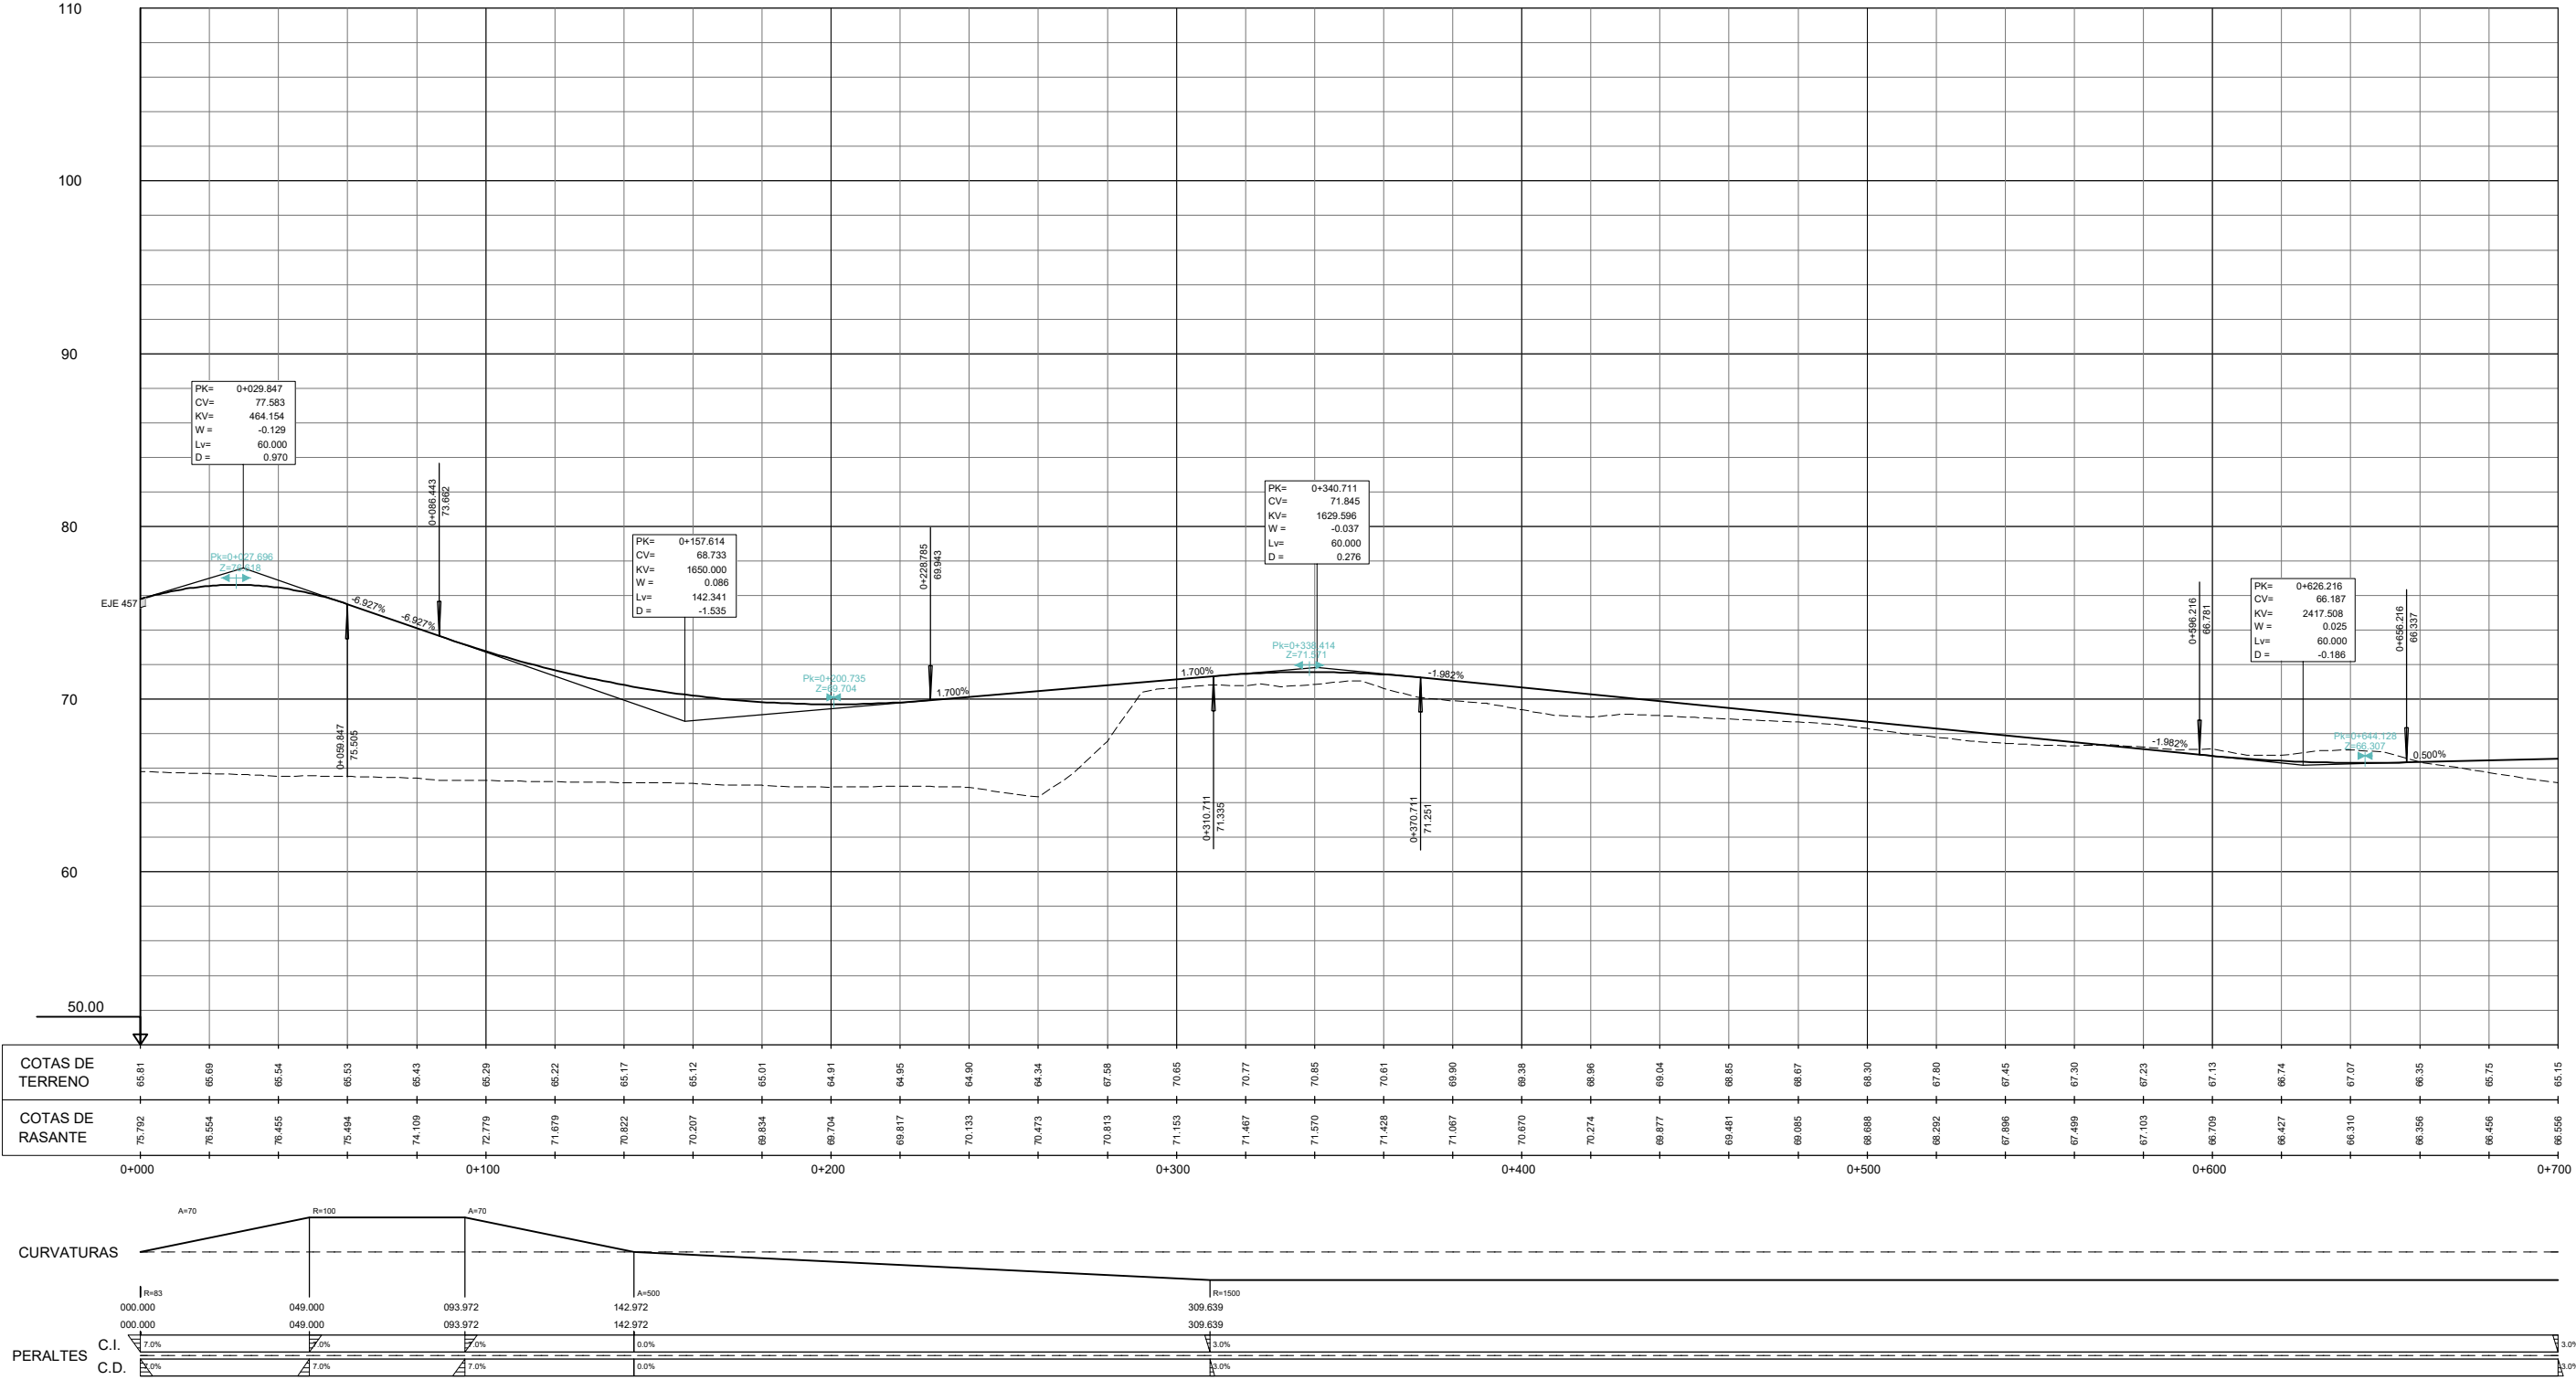 110
100
90
80
70
60
50.00
PK= 0+029.847
CV= 77.583
KV= 464.154
W = -0.129
Lv= 60.000
D = 0.970
Pk=0+027.696
Z=76.618
EJE 457
-6.927%
-6.927%
0+059.847
75.505
0+086.443
73.662
PK= 0+157.614
CV= 68.733
KV= 1650.000
W = 0.086
Lv= 142.341
D = -1.535
Pk=0+200.735
Z=69.704
0+228.785
69.943
1.700%
1.700%
0+310.711
71.335
PK= 0+340.711
CV= 71.845
KV= 1629.596
W = -0.037
Lv= 60.000
D = 0.276
Pk=0+338.414
Z=71.571
0+370.711
71.251
-1.982%
-1.982%
0+596.216
66.781
PK= 0+626.216
CV= 66.187
KV= 2417.508
W = 0.025
Lv= 60.000
D = -0.186
Pk=0+644.128
Z=66.307
0+656.216
66.337
0.500%
COTAS DE
TERRENO
65.81 65.69 65.54 65.53 65.43 65.29 65.22 65.17 65.12 65.01 64.91 64.95 64.90 64.34 67.58 70.65 70.77 70.85 70.61 69.90 69.38 68.96 69.04 68.85 68.67 68.30 67.80 67.45 67.30 67.23 67.13 66.74 67.07 66.35 65.75 65.15
COTAS DE
RASANTE
75.792 76.554 76.455 75.494 74.109 72.779 71.679 70.822 70.207 69.834 69.704 69.817 70.133 70.473 70.813 71.153 71.467 71.570 71.428 71.067 70.670 70.274 69.877 69.481 69.085 68.688 68.292 67.896 67.499 67.103 66.709 66.427 66.310 66.356 66.456 66.556
0+000 0+100 0+200 0+300 0+400 0+500 0+600 0+700
A=70 R=100 A=70
CURVATURAS
R=83 A=500 R=1500
000.000 049.000 093.972 142.972 309.639
000.000 049.000 093.972 142.972 309.639
PERALTES
C.I. 7.0% 7.0% 7.0% 0.0% 3.0% 3.0%
C.D. 7.0% 7.0% 7.0% 0.0% 3.0% 3.0%